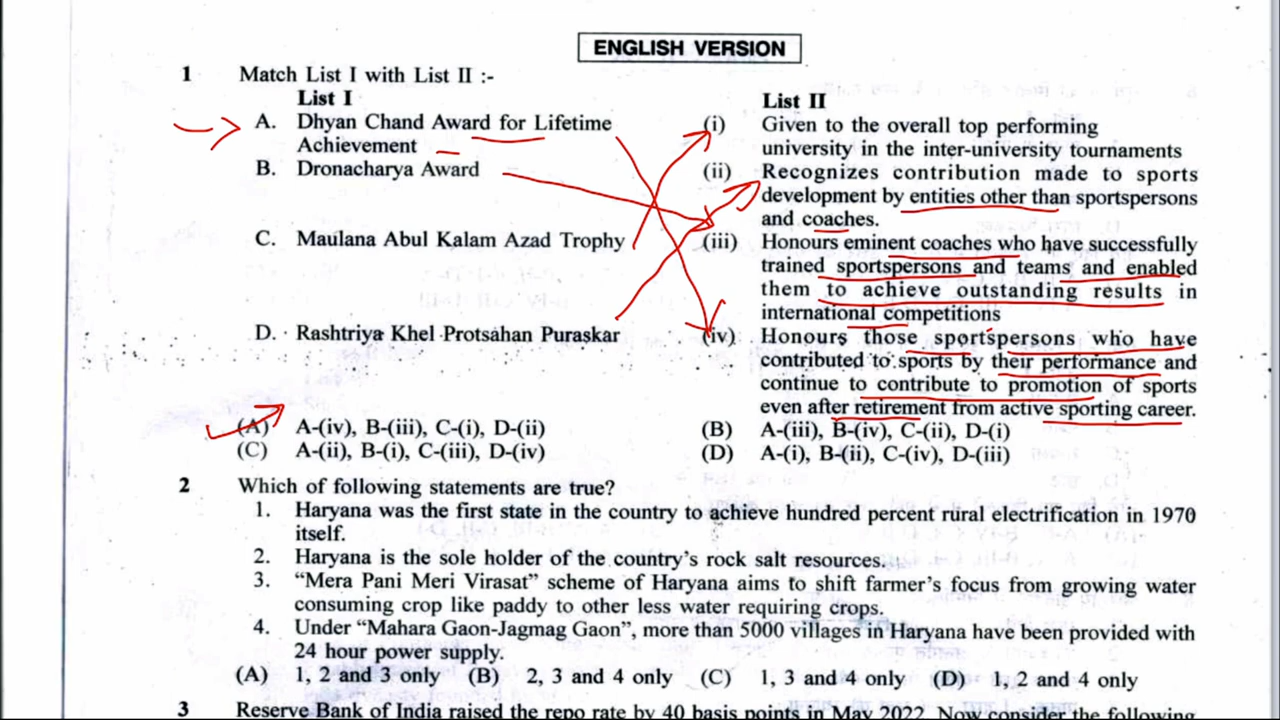 ENGLISH VERSION
1 Match List I with List II :-
List I
List II
A. Dhyan Chand Award for Lifetime Achievement
B. Dronacharya Award
C. Maulana Abul Kalam Azad Trophy
D. Rashtriya Khel Protsahan Puraskar
(i) Given to the overall top performing
university in the inter-university tournaments
(ii) Recognizes contribution made to sports
development by entities other than sportspersons
and coaches.
(iii) Honours eminent coaches who have successfully
trained sportspersons and teams and enabled
them to achieve outstanding results in
international competitions
(iv) Honours those sportspersons who have
contributed to sports by their performance and
continue to contribute to promotion of sports
even after retirement from active sporting career.
(A) A-(iv), B-(iii), C-(i), D-(ii) (B) A-(iii), B-(iv), C-(ii), D-(i)
(C) A-(ii), B-(i), C-(iii), D-(iv) (D) A-(i), B-(ii), C-(iv), D-(iii)
2 Which of following statements are true?
1. Haryana was the first state in the country to achieve hundred percent rural electrification in 1970
itself.
2. Haryana is the sole holder of the country's rock salt resources.
3. "Mera Pani Meri Virasat" scheme of Haryana aims to shift farmer's focus from growing water
consuming crop like paddy to other less water requiring crops.
4. Under "Mahara Gaon-Jagmag Gaon", more than 5000 villages in Haryana have been provided with
24 hour power supply.
(A) 1, 2 and 3 only (B) 2, 3 and 4 only (C) 1, 3 and 4 only (D) 1, 2 and 4 only
3 Reserve Bank of India raised the repo rate by 40 basis points in May 2022. Now consider the following